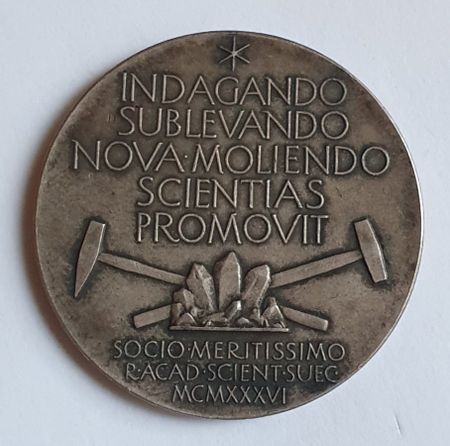 INDAGANDO
SUBLEVANDO
NOVA·MOLIENDO
SCIENTIAS
PROMOVIT
SOCIO·MERITISSIMO
R·ACAD·SCIENT·SUEC
MCMXXXVI